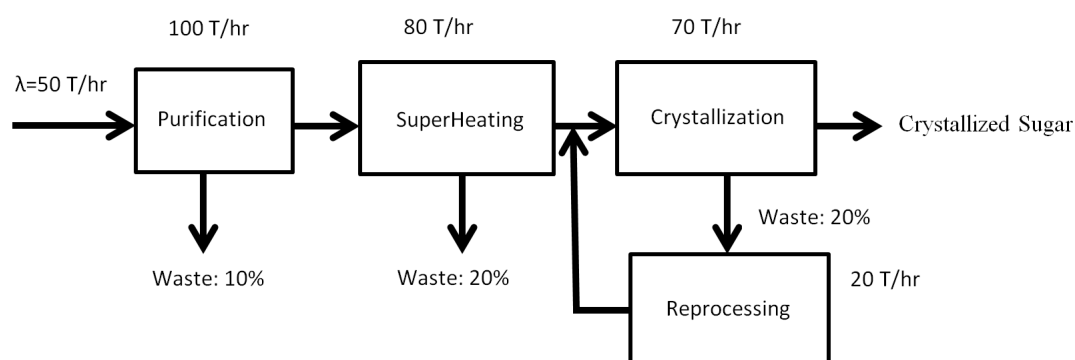 100 T/hr
80 T/hr
70 T/hr
λ=50 T/hr
Purification
SuperHeating
Crystallization
Crystallized Sugar
Waste: 20%
Waste: 10%
Waste: 20%
20 T/hr
Reprocessing